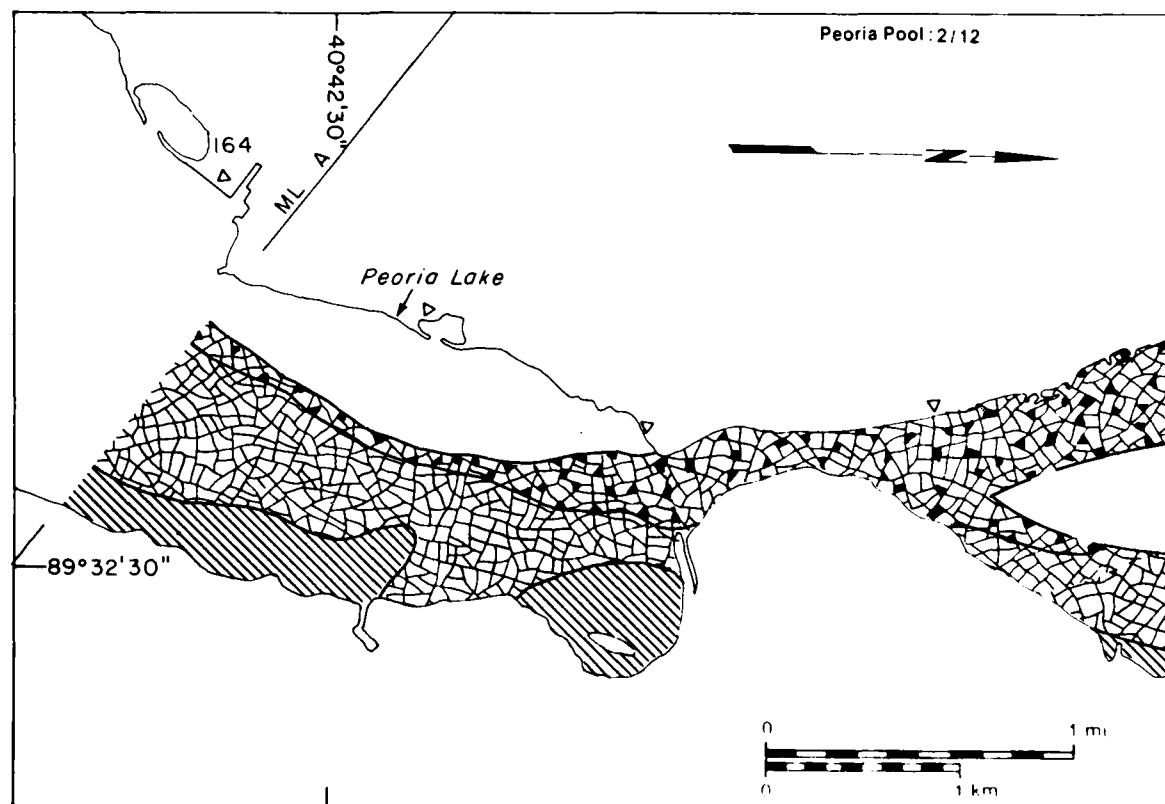 Peoria Pool: 2/12
40°42'30"
164
ML A
N
Peoria Lake
89°32'30"
0 1 mi
0 1 km